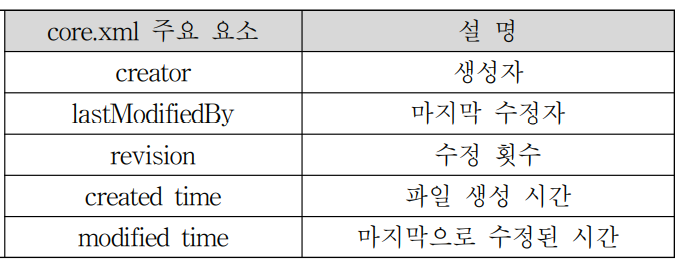 core.xml 주요 요소 설 명
creator 생성자
lastModifiedBy 마지막 수정자
revision 수정 횟수
created time 파일 생성 시간
modified time 마지막으로 수정된 시간